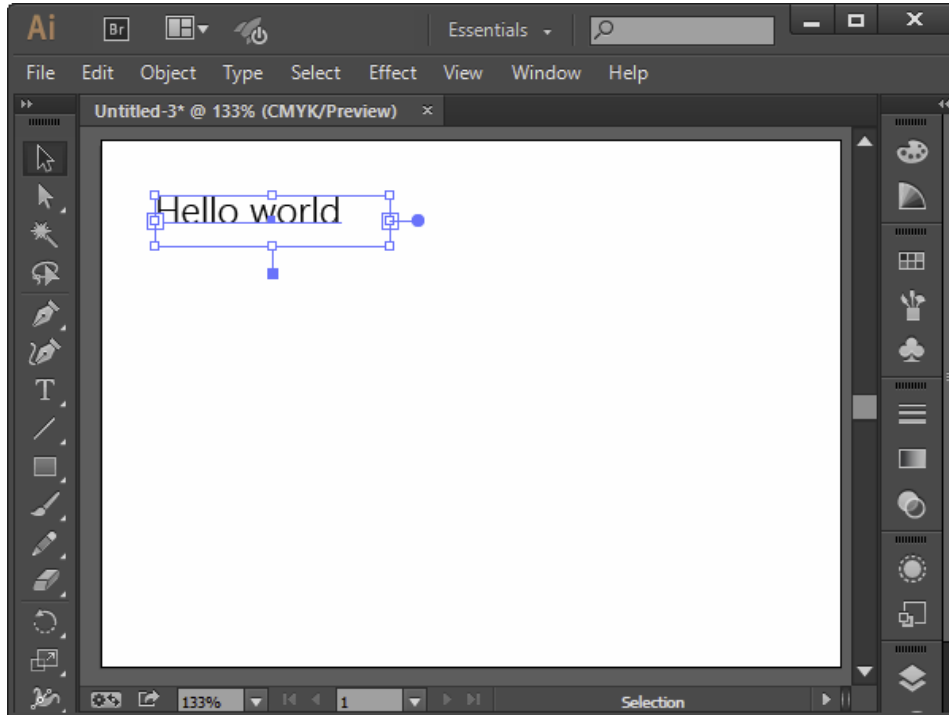 Ai Br Essentials
File Edit Object Type Select Effect View Window Help
Untitled-3* @ 133% (CMYK/Preview) ×
Hello world
T
133% 1 Selection